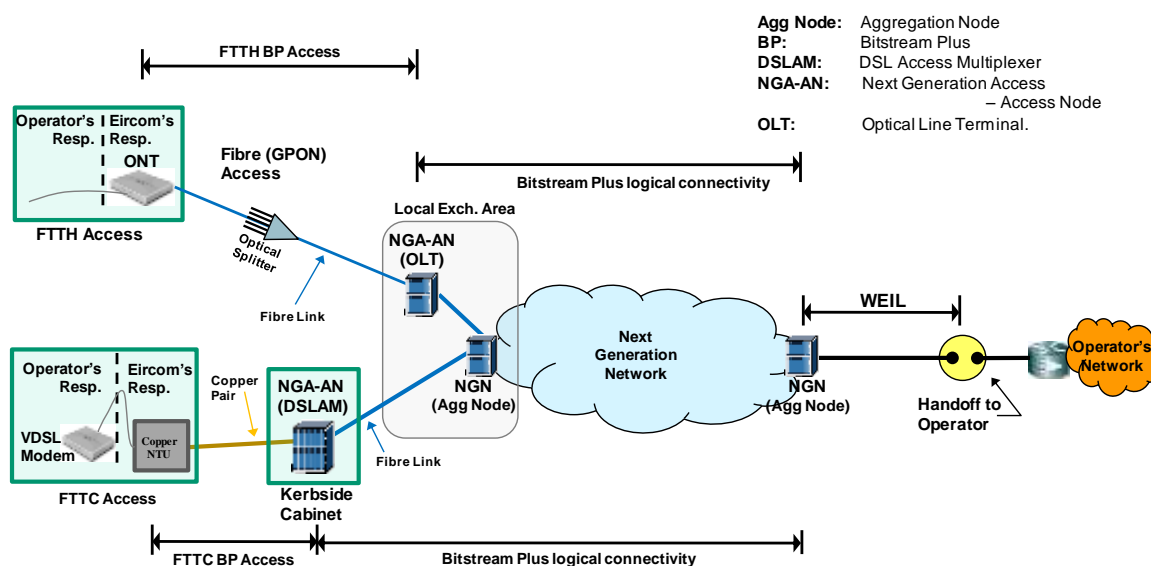 Agg Node: Aggregation Node
BP: Bitstream Plus
DSLAM: DSL Access Multiplexer
NGA-AN: Next Generation Access
– Access Node
OLT: Optical Line Terminal.
FTTH BP Access
Operator's
Resp.
Eircom's
Resp.
ONT
FTTH Access
Fibre (GPON)
Access
Optical
Splitter
Fibre Link
Bitstream Plus logical connectivity
Local Exch. Area
NGA-AN
(OLT)
NGN
(Agg Node)
Next
Generation
Network
NGN
(Agg Node)
WEIL
Handoff to
Operator
Operator's
Network
Operator's
Resp.
Eircom's
Resp.
VDSL
Modem
Copper
NTU
FTTC Access
Copper
Pair
NGA-AN
(DSLAM)
Kerbside
Cabinet
Fibre Link
FTTC BP Access
Bitstream Plus logical connectivity